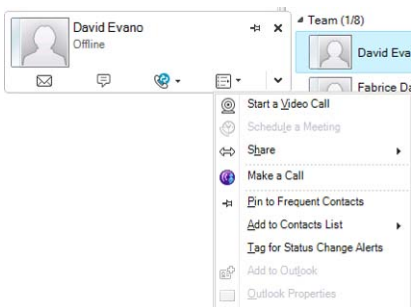 David Evano
Offline
Team (1/8)
David Eva
Fabrice Da
Start a Video Call
Schedule a Meeting
Share
Make a Call
Pin to Frequent Contacts
Add to Contacts List
Tag for Status Change Alerts
Add to Outlook
Outlook Properties